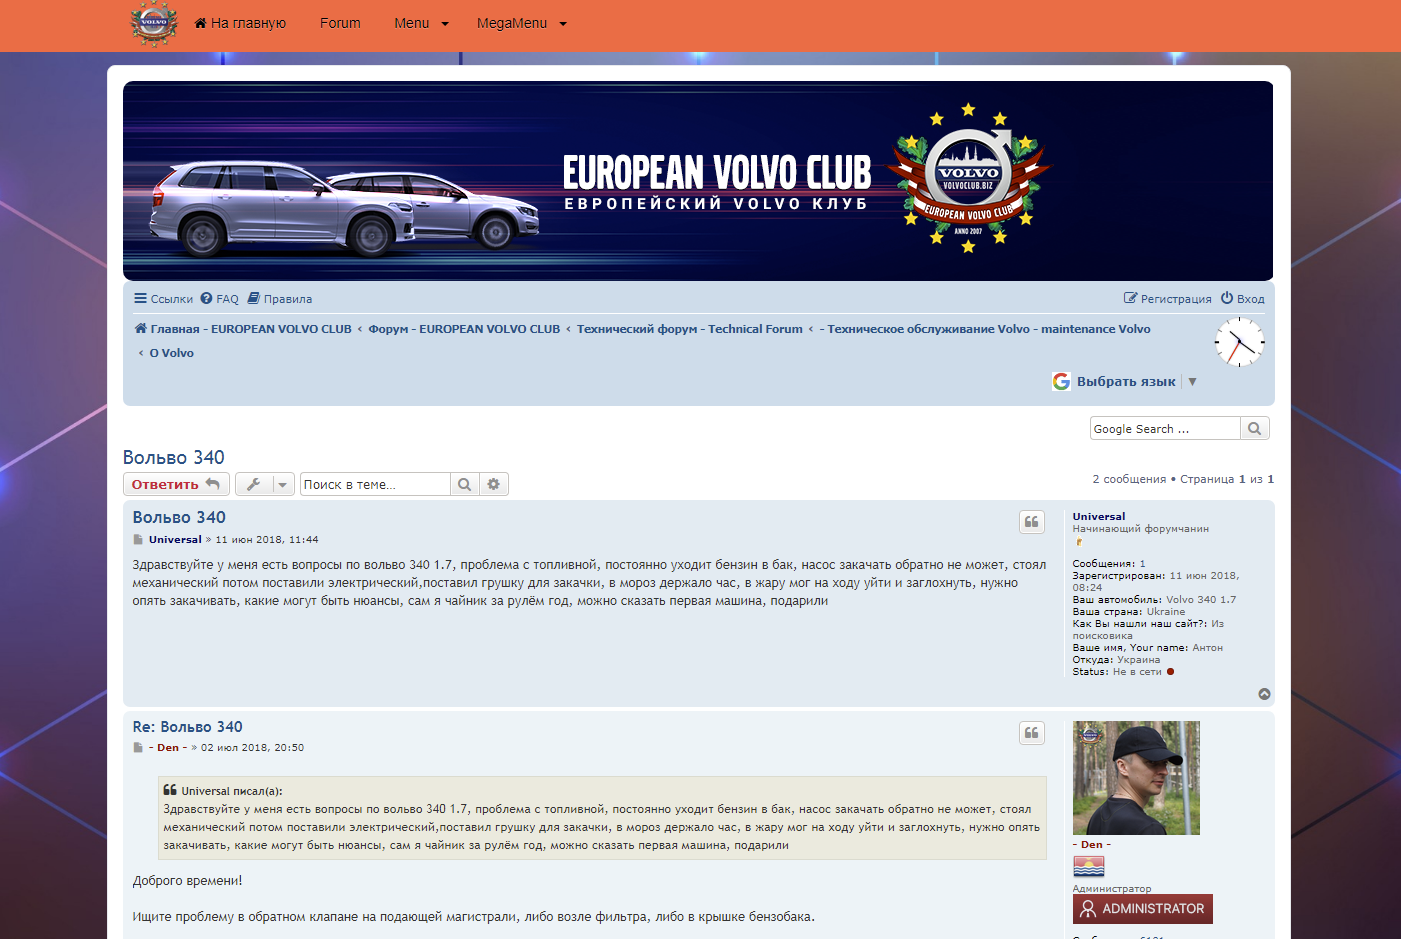 На главную Forum Menu MegaMenu
EUROPEAN VOLVO CLUB
ЕВРОПЕЙСКИЙ VOLVO КЛУБ
VOLVO
VOLVOCLUB.BIZ
EUROPEAN VOLVO CLUB
ANNO 2007
Ссылки FAQ Правила Регистрация Вход
Главная - EUROPEAN VOLVO CLUB ‹ Форум - EUROPEAN VOLVO CLUB ‹ Технический форум - Technical Forum ‹ - Техническое обслуживание Volvo - maintenance Volvo
‹ О Volvo
Выбрать язык ▼
Google Search ...
Вольво 340
Ответить Поиск в теме… 2 сообщения • Страница 1 из 1
Вольво 340
Universal » 11 июн 2018, 11:44
Здравствуйте у меня есть вопросы по вольво 340 1.7, проблема с топливной, постоянно уходит бензин в бак, насос закачать обратно не может, стоял
механический потом поставили электрический,поставил грушку для закачки, в мороз держало час, в жару мог на ходу уйти и заглохнуть, нужно
опять закачивать, какие могут быть нюансы, сам я чайник за рулём год, можно сказать первая машина, подарили
Universal
Начинающий форумчанин
Сообщения: 1
Зарегистрирован: 11 июн 2018,
08:24
Ваш автомобиль: Volvo 340 1.7
Ваша страна: Ukraine
Как Вы нашли наш сайт?: Из
поисковика
Ваше имя, Your name: Антон
Откуда: Украина
Status: Не в сети
Re: Вольво 340
- Den - » 02 июл 2018, 20:50
Universal писал(а):
Здравствуйте у меня есть вопросы по вольво 340 1.7, проблема с топливной, постоянно уходит бензин в бак, насос закачать обратно не может, стоял
механический потом поставили электрический,поставил грушку для закачки, в мороз держало час, в жару мог на ходу уйти и заглохнуть, нужно опять
закачивать, какие могут быть нюансы, сам я чайник за рулём год, можно сказать первая машина, подарили
Доброго времени!
Ищите проблему в обратном клапане на подающей магистрали, либо возле фильтра, либо в крышке бензобака.
- Den -
Администратор
ADMINISTRATOR